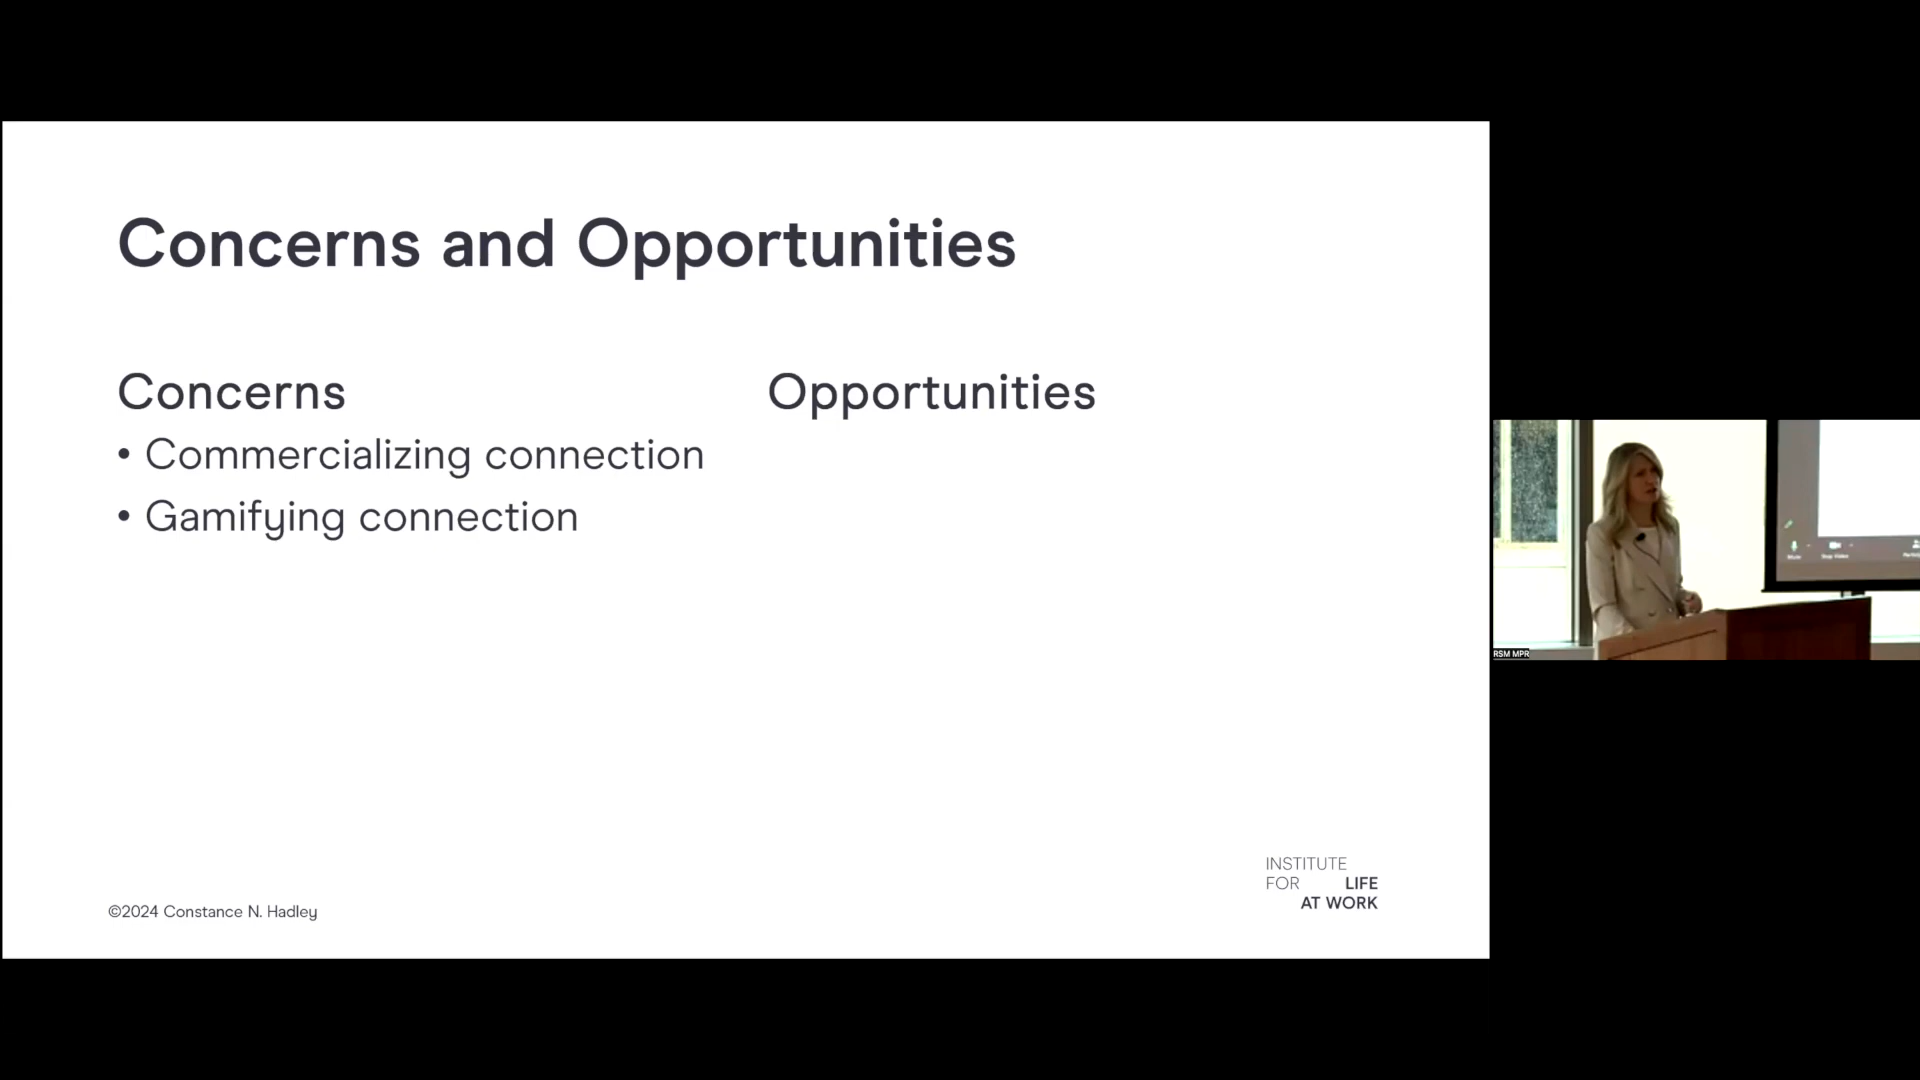 Concerns and Opportunities
Concerns
• Commercializing connection
• Gamifying connection
Opportunities
©2024 Constance N. Hadley
INSTITUTE
FOR LIFE
AT WORK
RSM MPR